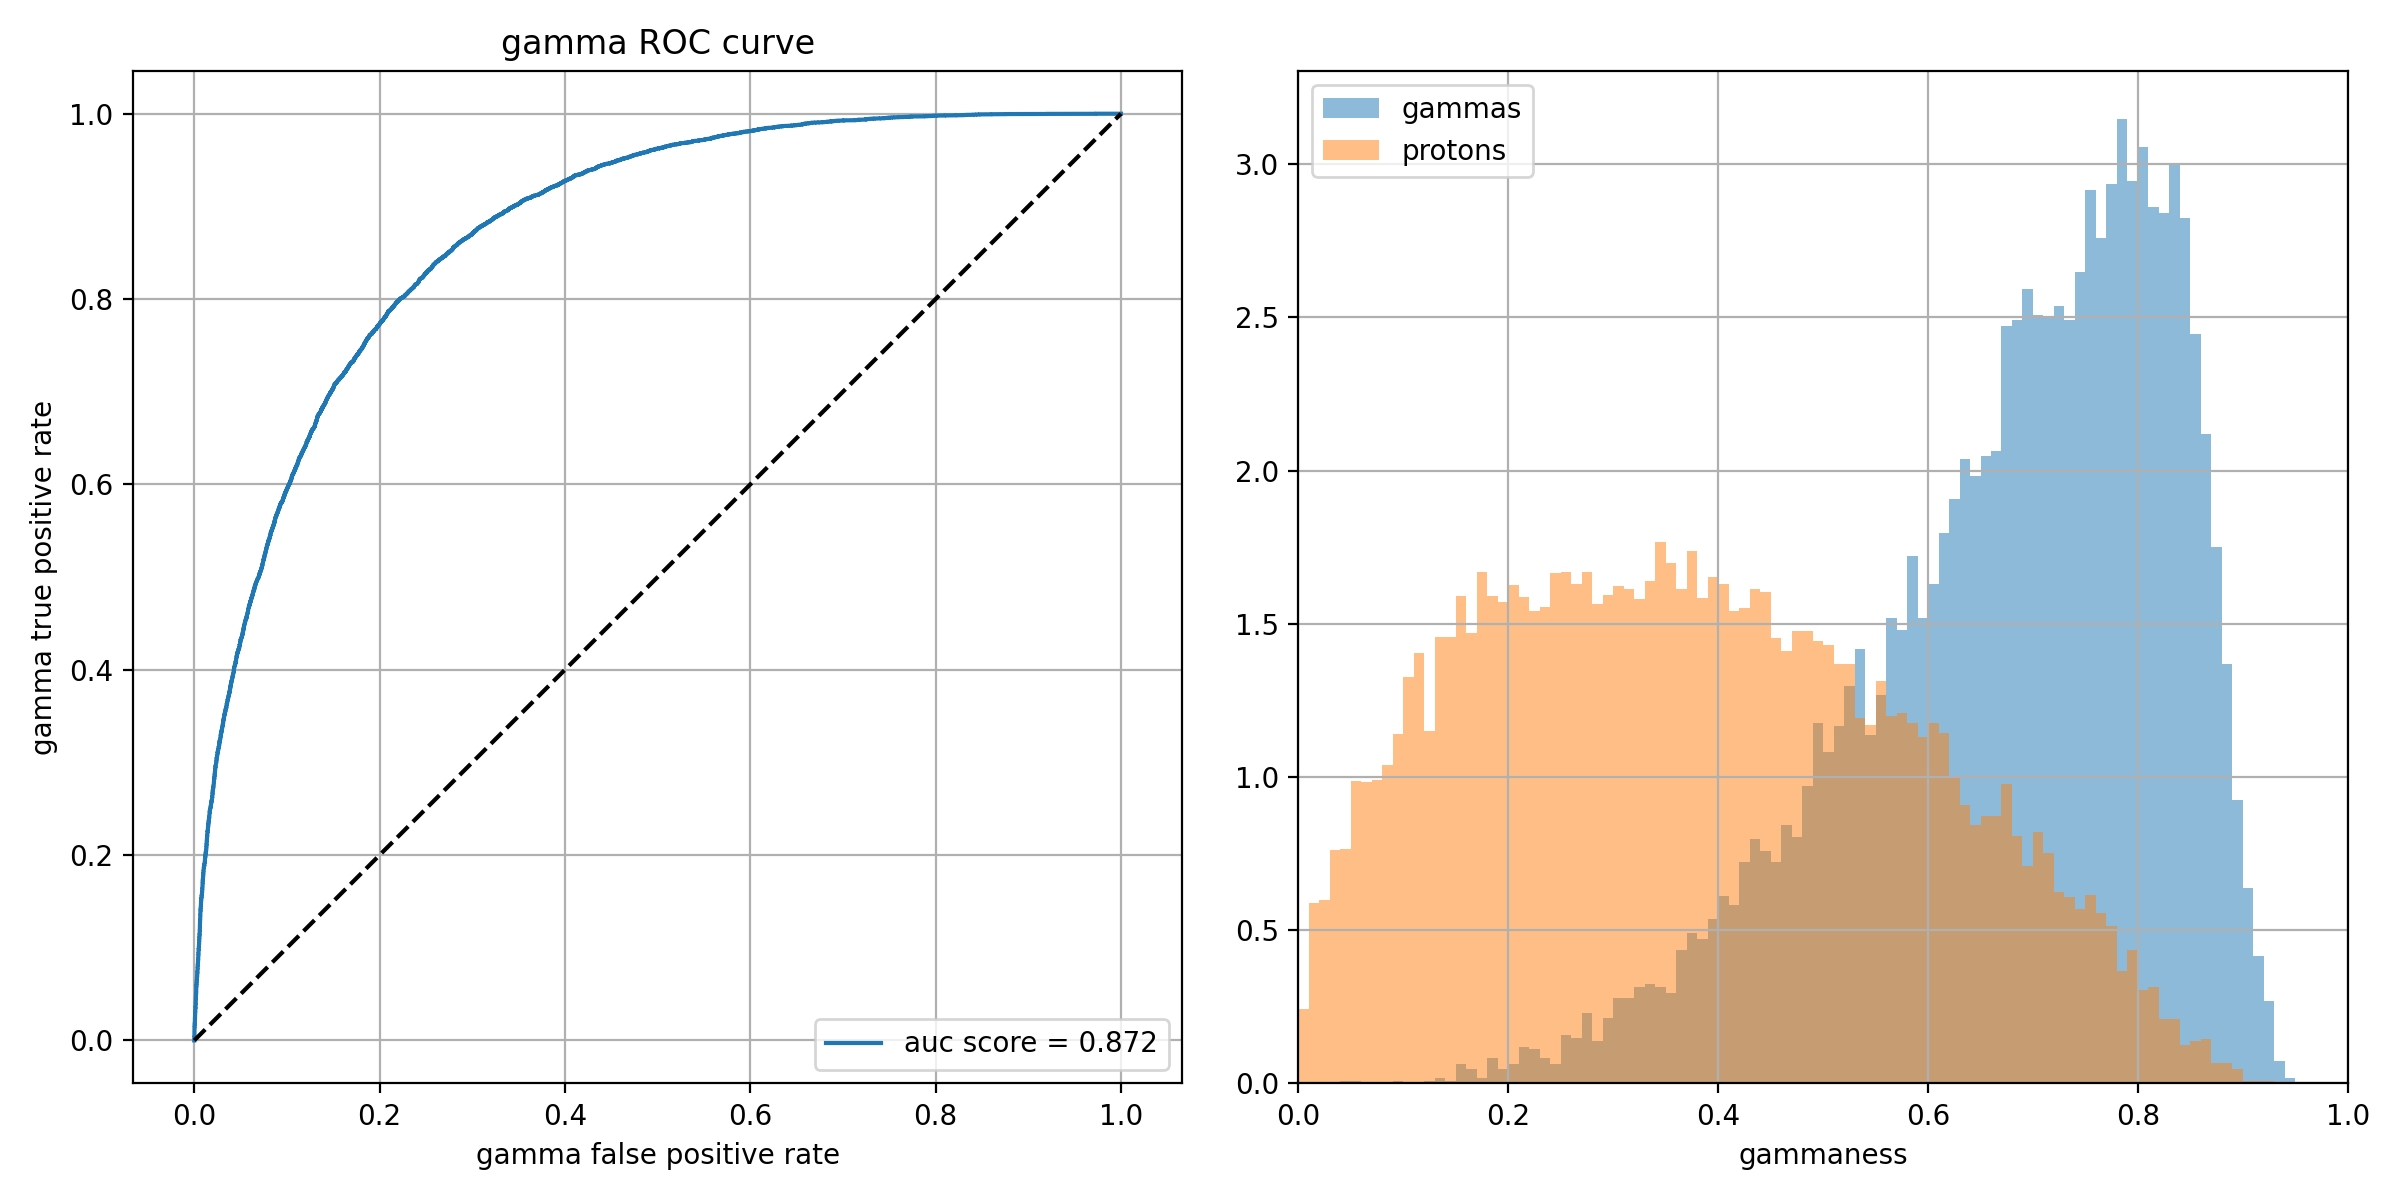 gamma ROC curve
gamma true positive rate
1.0
0.8
0.6
0.4
0.2
0.0
0.0 0.2 0.4 0.6 0.8 1.0
gamma false positive rate
auc score = 0.872
gammas
protons
3.0
2.5
2.0
1.5
1.0
0.5
0.0
0.0 0.2 0.4 0.6 0.8 1.0
gammaness